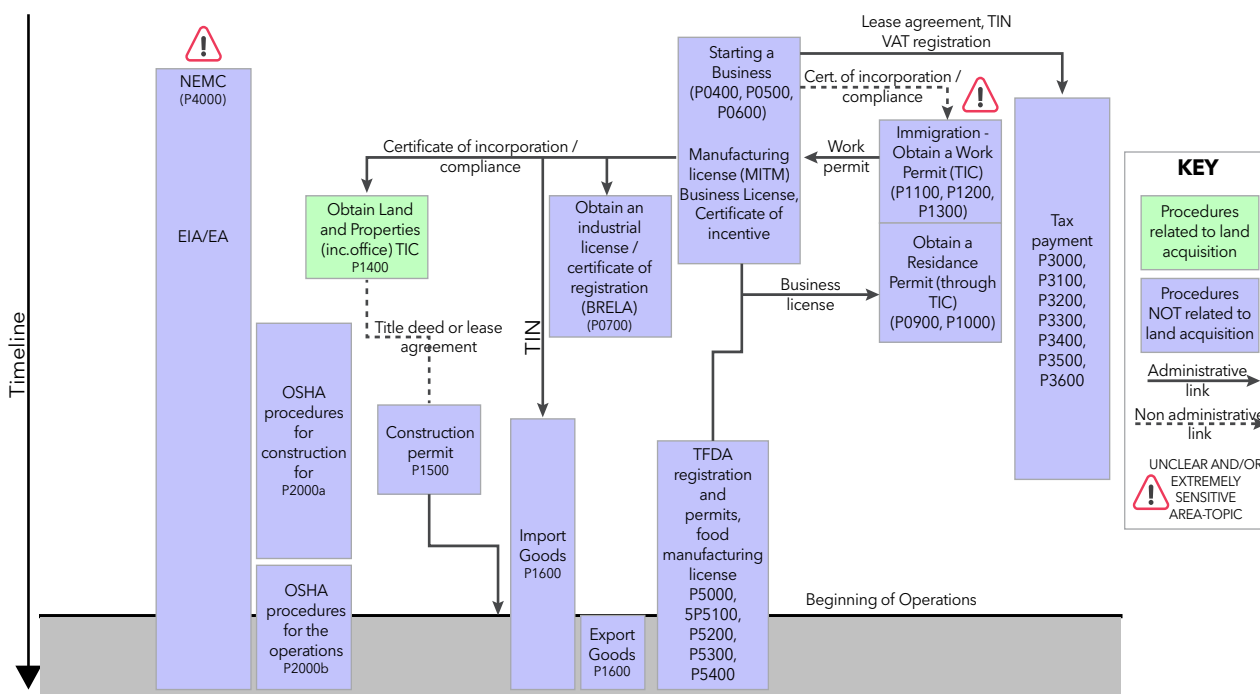 Timeline
NEMC
(P4000)
EIA/EA
OSHA
procedures
for
construction
for
P2000a
OSHA
procedures
for the
operations
P2000b
Certificate of incorporation /
compliance
Obtain Land
and Properties
(inc.office) TIC
P1400
Title deed or lease
agreement
Construction
permit
P1500
TIN
Import
Goods
P1600
Export
Goods
P1600
Obtain an
industrial
license /
certificate of
registration
(BRELA)
(P0700)
Starting a
Business
(P0400, P0500,
P0600)
Manufacturing
license (MITM)
Business License,
Certificate of
incentive
TFDA
registration
and
permits,
food
manufacturing
license
P5000,
5P5100,
P5200,
P5300,
P5400
Lease agreement, TIN
VAT registration
Cert. of incorporation /
compliance
Work
permit
Immigration -
Obtain a Work
Permit (TIC)
(P1100, P1200,
P1300)
Obtain a
Residance
Permit (through
TIC)
(P0900, P1000)
Business
license
Tax
payment
P3000,
P3100,
P3200,
P3300,
P3400,
P3500,
P3600
Beginning of Operations
KEY
Procedures
related to land
acquisition
Procedures
NOT related to
land acquisition
Administrative
link
Non administrative
link
UNCLEAR AND/OR
EXTREMELY
SENSITIVE
AREA-TOPIC